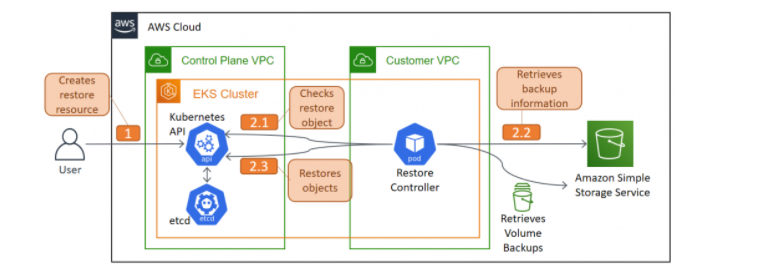 aws
AWS Cloud
Control Plane VPC
Customer VPC
Creates
restore
resource
EKS Cluster
Checks
restore
object
Retrieves
backup
information
Kubernetes
API
1
2.1
2.2
api
2.3
pod
User
Restores
objects
Restore
Controller
Amazon Simple
Storage Service
etcd
etcd
Retrieves
Volume
Backups